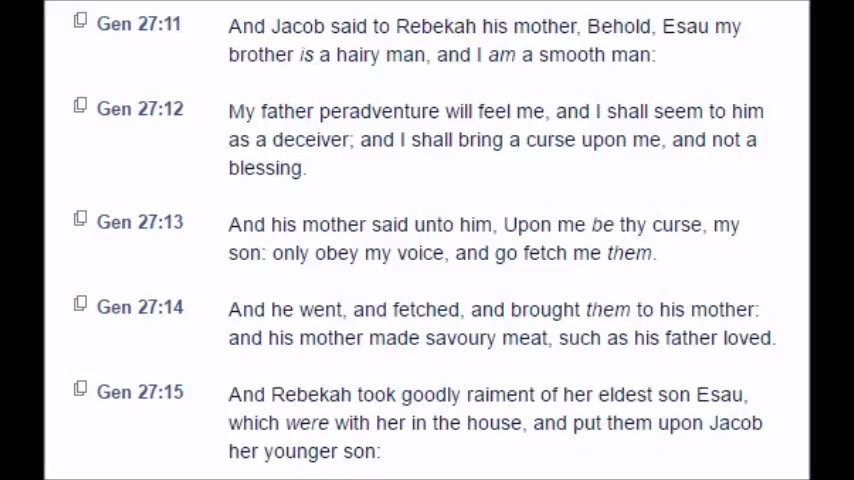 Gen 27:11 And Jacob said to Rebekah his mother, Behold, Esau my
brother is a hairy man, and I am a smooth man:
Gen 27:12 My father peradventure will feel me, and I shall seem to him
as a deceiver; and I shall bring a curse upon me, and not a
blessing.
Gen 27:13 And his mother said unto him, Upon me be thy curse, my
son: only obey my voice, and go fetch me them.
Gen 27:14 And he went, and fetched, and brought them to his mother:
and his mother made savoury meat, such as his father loved.
Gen 27:15 And Rebekah took goodly raiment of her eldest son Esau,
which were with her in the house, and put them upon Jacob
her younger son: